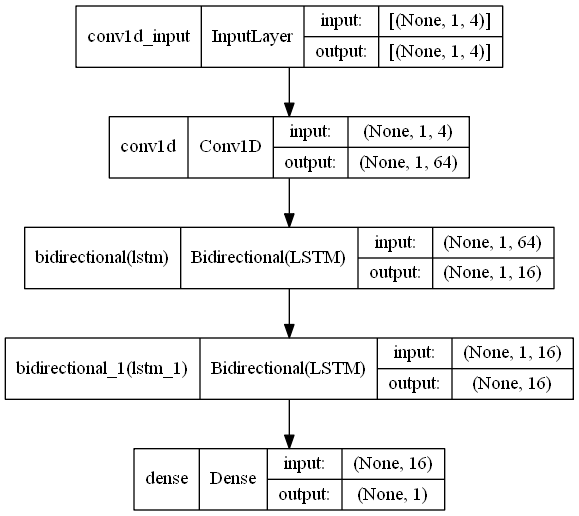 conv1d_input InputLayer input: [(None, 1, 4)]
output: [(None, 1, 4)]
conv1d Conv1D input: (None, 1, 4)
output: (None, 1, 64)
bidirectional(lstm) Bidirectional(LSTM) input: (None, 1, 64)
output: (None, 1, 16)
bidirectional_1(lstm_1) Bidirectional(LSTM) input: (None, 1, 16)
output: (None, 16)
dense Dense input: (None, 16)
output: (None, 1)